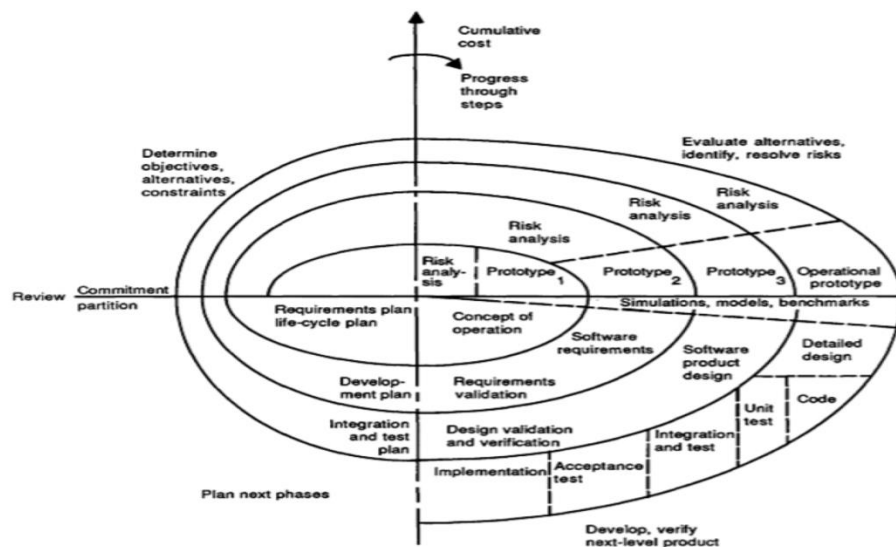 Cumulative
cost
Progress
through
steps
Determine
objectives,
alternatives,
constraints
Evaluate alternatives,
identify, resolve risks
Risk
analysis
Risk
analysis
Risk
analysis
Risk
analy-
sis
Prototype 1
Prototype 2
Prototype 3
Operational
prototype
Review
Commitment
partition
Simulations, models, benchmarks
Requirements plan
life-cycle plan
Concept of
operation
Software
requirements
Software
product
design
Detailed
design
Develop-
ment plan
Requirements
validation
Unit
test
Code
Integration
and test
plan
Design validation
and verification
Integration
and test
Implementation
Acceptance
test
Plan next phases
Develop, verify
next-level product